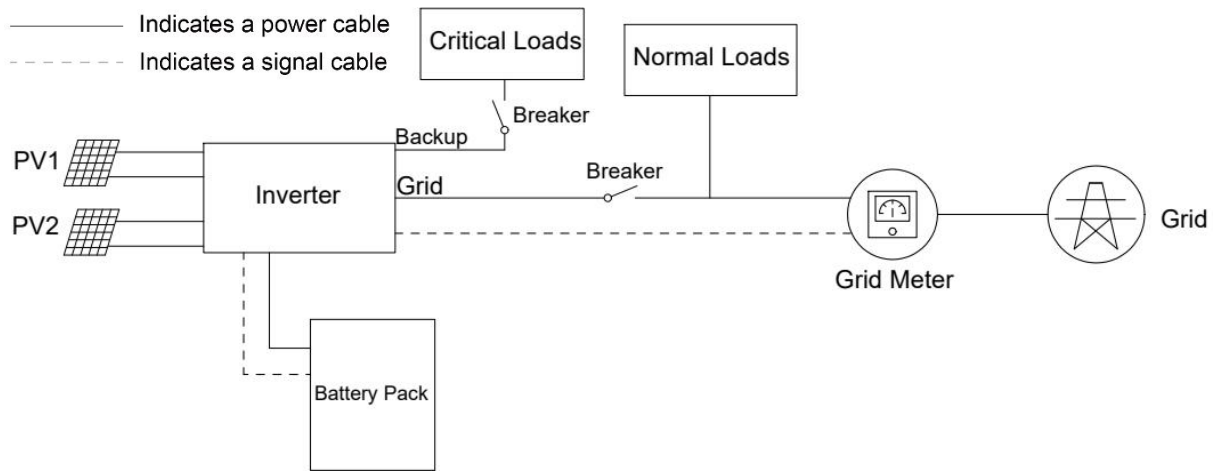 Indicates a power cable
Indicates a signal cable
Critical Loads
Normal Loads
Breaker
Backup
PV1
Inverter
Grid
Breaker
PV2
Grid
Grid Meter
Battery Pack